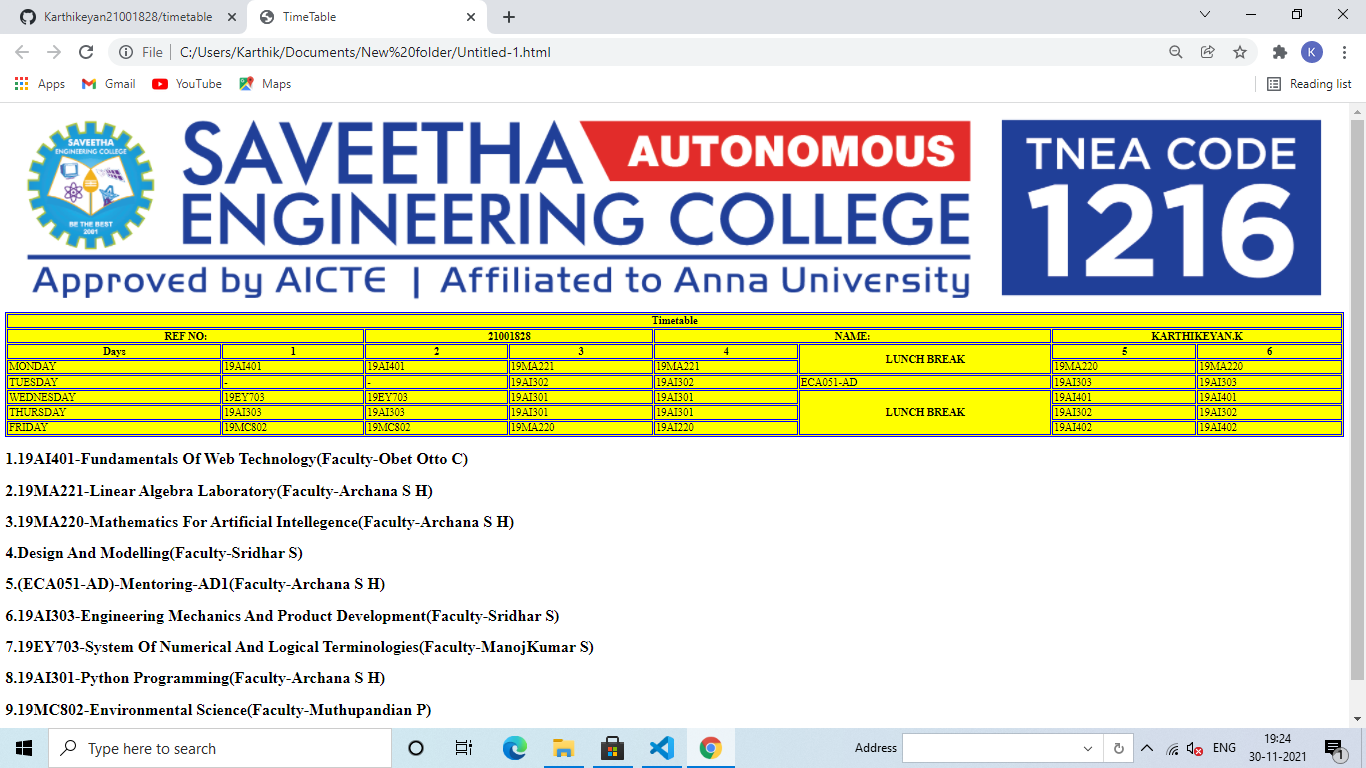 Karthikeyan21001828/timetable
TimeTable
File
C:/Users/Karthik/Documents/New%20folder/Untitled-1.html
K
Apps
Gmail
YouTube
Maps
Reading list
SAVEETHA
ENGINEERING COLLEGE
BE THE BEST
2001
SAVEETHA AUTONOMOUS
ENGINEERING COLLEGE
Approved by AICTE | Affiliated to Anna University
TNEA CODE
1216
Timetable
REF NO: 21001828 NAME: KARTHIKEYAN.K
Days 1 2 3 4 LUNCH BREAK 5 6
MONDAY 19AI401 19AI401 19MA221 19MA221 19MA220 19MA220
TUESDAY - - 19AI302 19AI302 ECA051-AD 19AI303 19AI303
WEDNESDAY 19EY703 19EY703 19AI301 19AI301 LUNCH BREAK 19AI401 19AI401
THURSDAY 19AI303 19AI303 19AI301 19AI301 19AI302 19AI302
FRIDAY 19MC802 19MC802 19MA220 19AI220 19AI402 19AI402
1.19AI401-Fundamentals Of Web Technology(Faculty-Obet Otto C)
2.19MA221-Linear Algebra Laboratory(Faculty-Archana S H)
3.19MA220-Mathematics For Artificial Intellegence(Faculty-Archana S H)
4.Design And Modelling(Faculty-Sridhar S)
5.(ECA051-AD)-Mentoring-AD1(Faculty-Archana S H)
6.19AI303-Engineering Mechanics And Product Development(Faculty-Sridhar S)
7.19EY703-System Of Numerical And Logical Terminologies(Faculty-ManojKumar S)
8.19AI301-Python Programming(Faculty-Archana S H)
9.19MC802-Environmental Science(Faculty-Muthupandian P)
Type here to search
Address
ENG
19:24
30-11-2021
1